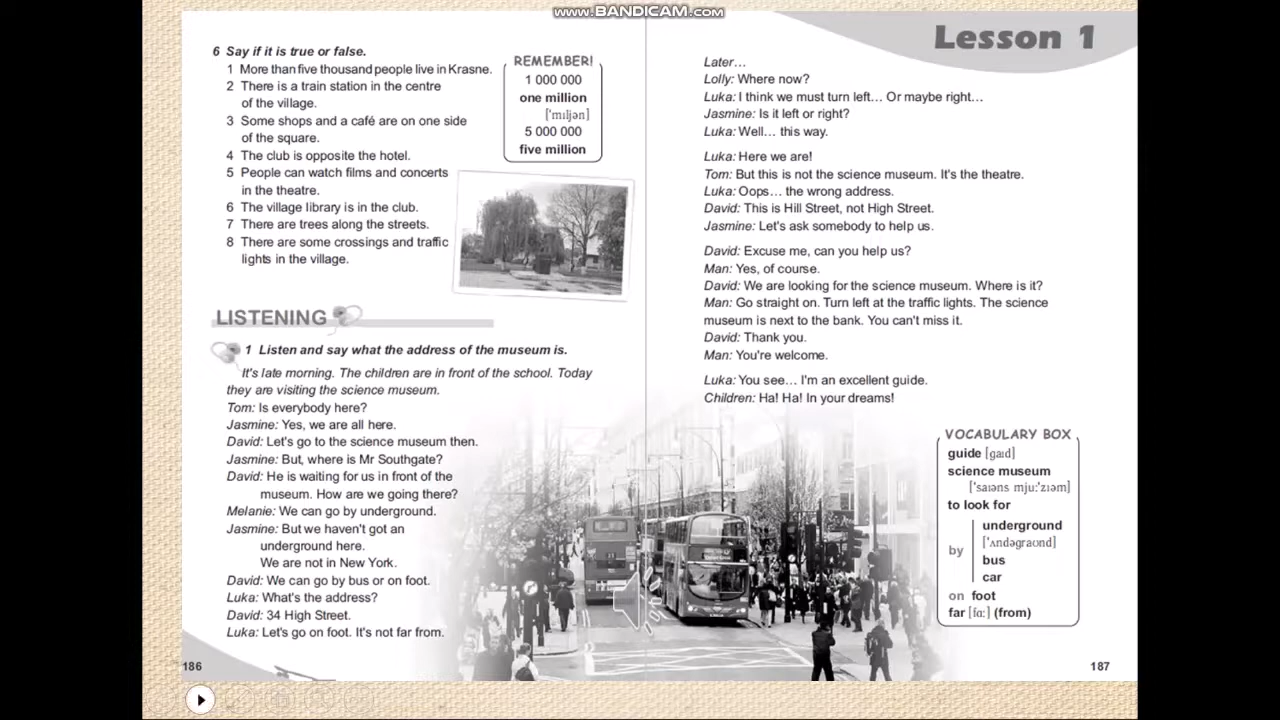 www.BANDICAM.com
6 Say if it is true or false.
1 More than five thousand people live in Krasne.
2 There is a train station in the centre
of the village.
3 Some shops and a café are on one side
of the square.
4 The club is opposite the hotel.
5 People can watch films and concerts
in the theatre.
6 The village library is in the club.
7 There are trees along the streets.
8 There are some crossings and traffic
lights in the village.
REMEMBER!
1 000 000
one million
['mɪljən]
5 000 000
five million
LISTENING
1 Listen and say what the address of the museum is.
It's late morning. The children are in front of the school. Today
they are visiting the science museum.
Tom: Is everybody here?
Jasmine: Yes, we are all here.
David: Let's go to the science museum then.
Jasmine: But, where is Mr Southgate?
David: He is waiting for us in front of the
museum. How are we going there?
Melanie: We can go by underground.
Jasmine: But we haven't got an
underground here.
We are not in New York.
David: We can go by bus or on foot.
Luka: What's the address?
David: 34 High Street.
Luka: Let's go on foot. It's not far from.
186
Lesson 1
Later…
Lolly: Where now?
Luka: I think we must turn left… Or maybe right…
Jasmine: Is it left or right?
Luka: Well… this way.
Luka: Here we are!
Tom: But this is not the science museum. It's the theatre.
Luka: Oops… the wrong address.
David: This is Hill Street, not High Street.
Jasmine: Let's ask somebody to help us.
David: Excuse me, can you help us?
Man: Yes, of course.
David: We are looking for the science museum. Where is it?
Man: Go straight on. Turn left at the traffic lights. The science
museum is next to the bank. You can't miss it.
David: Thank you.
Man: You're welcome.
Luka: You see… I'm an excellent guide.
Children: Ha! Ha! In your dreams!
VOCABULARY BOX
guide [gaɪd]
science museum
['saɪəns mju:'zɪəm]
to look for
by
underground
['ʌndəgraʊnd]
bus
car
on foot
far [fɑ:] (from)
187